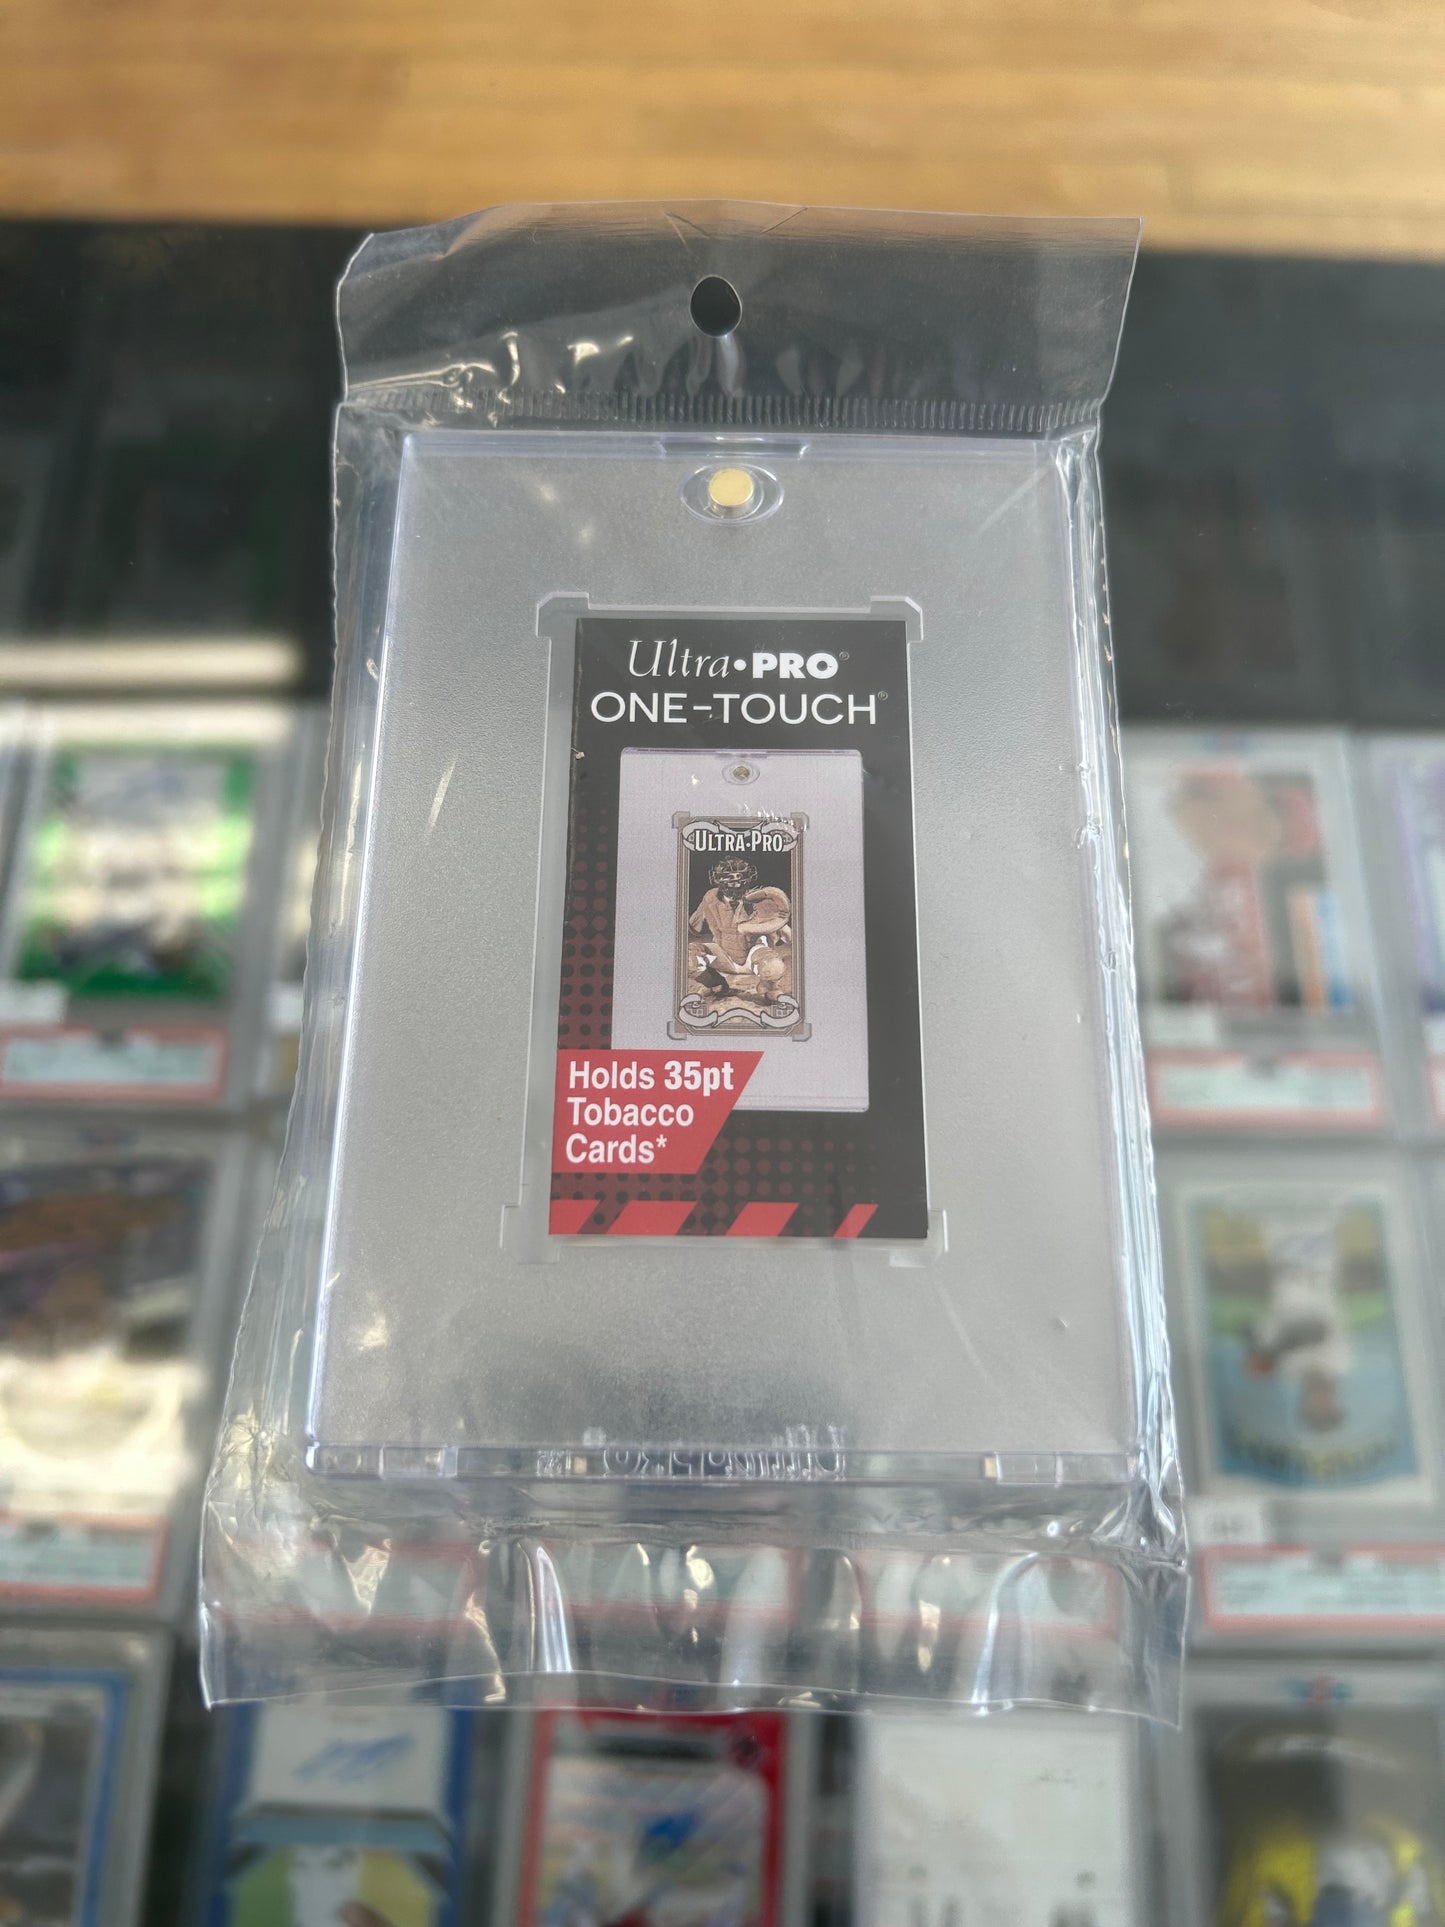 Ultra•PRO®
ONE-TOUCH®
ULTRA•PRO
Holds 35pt
Tobacco
Cards*